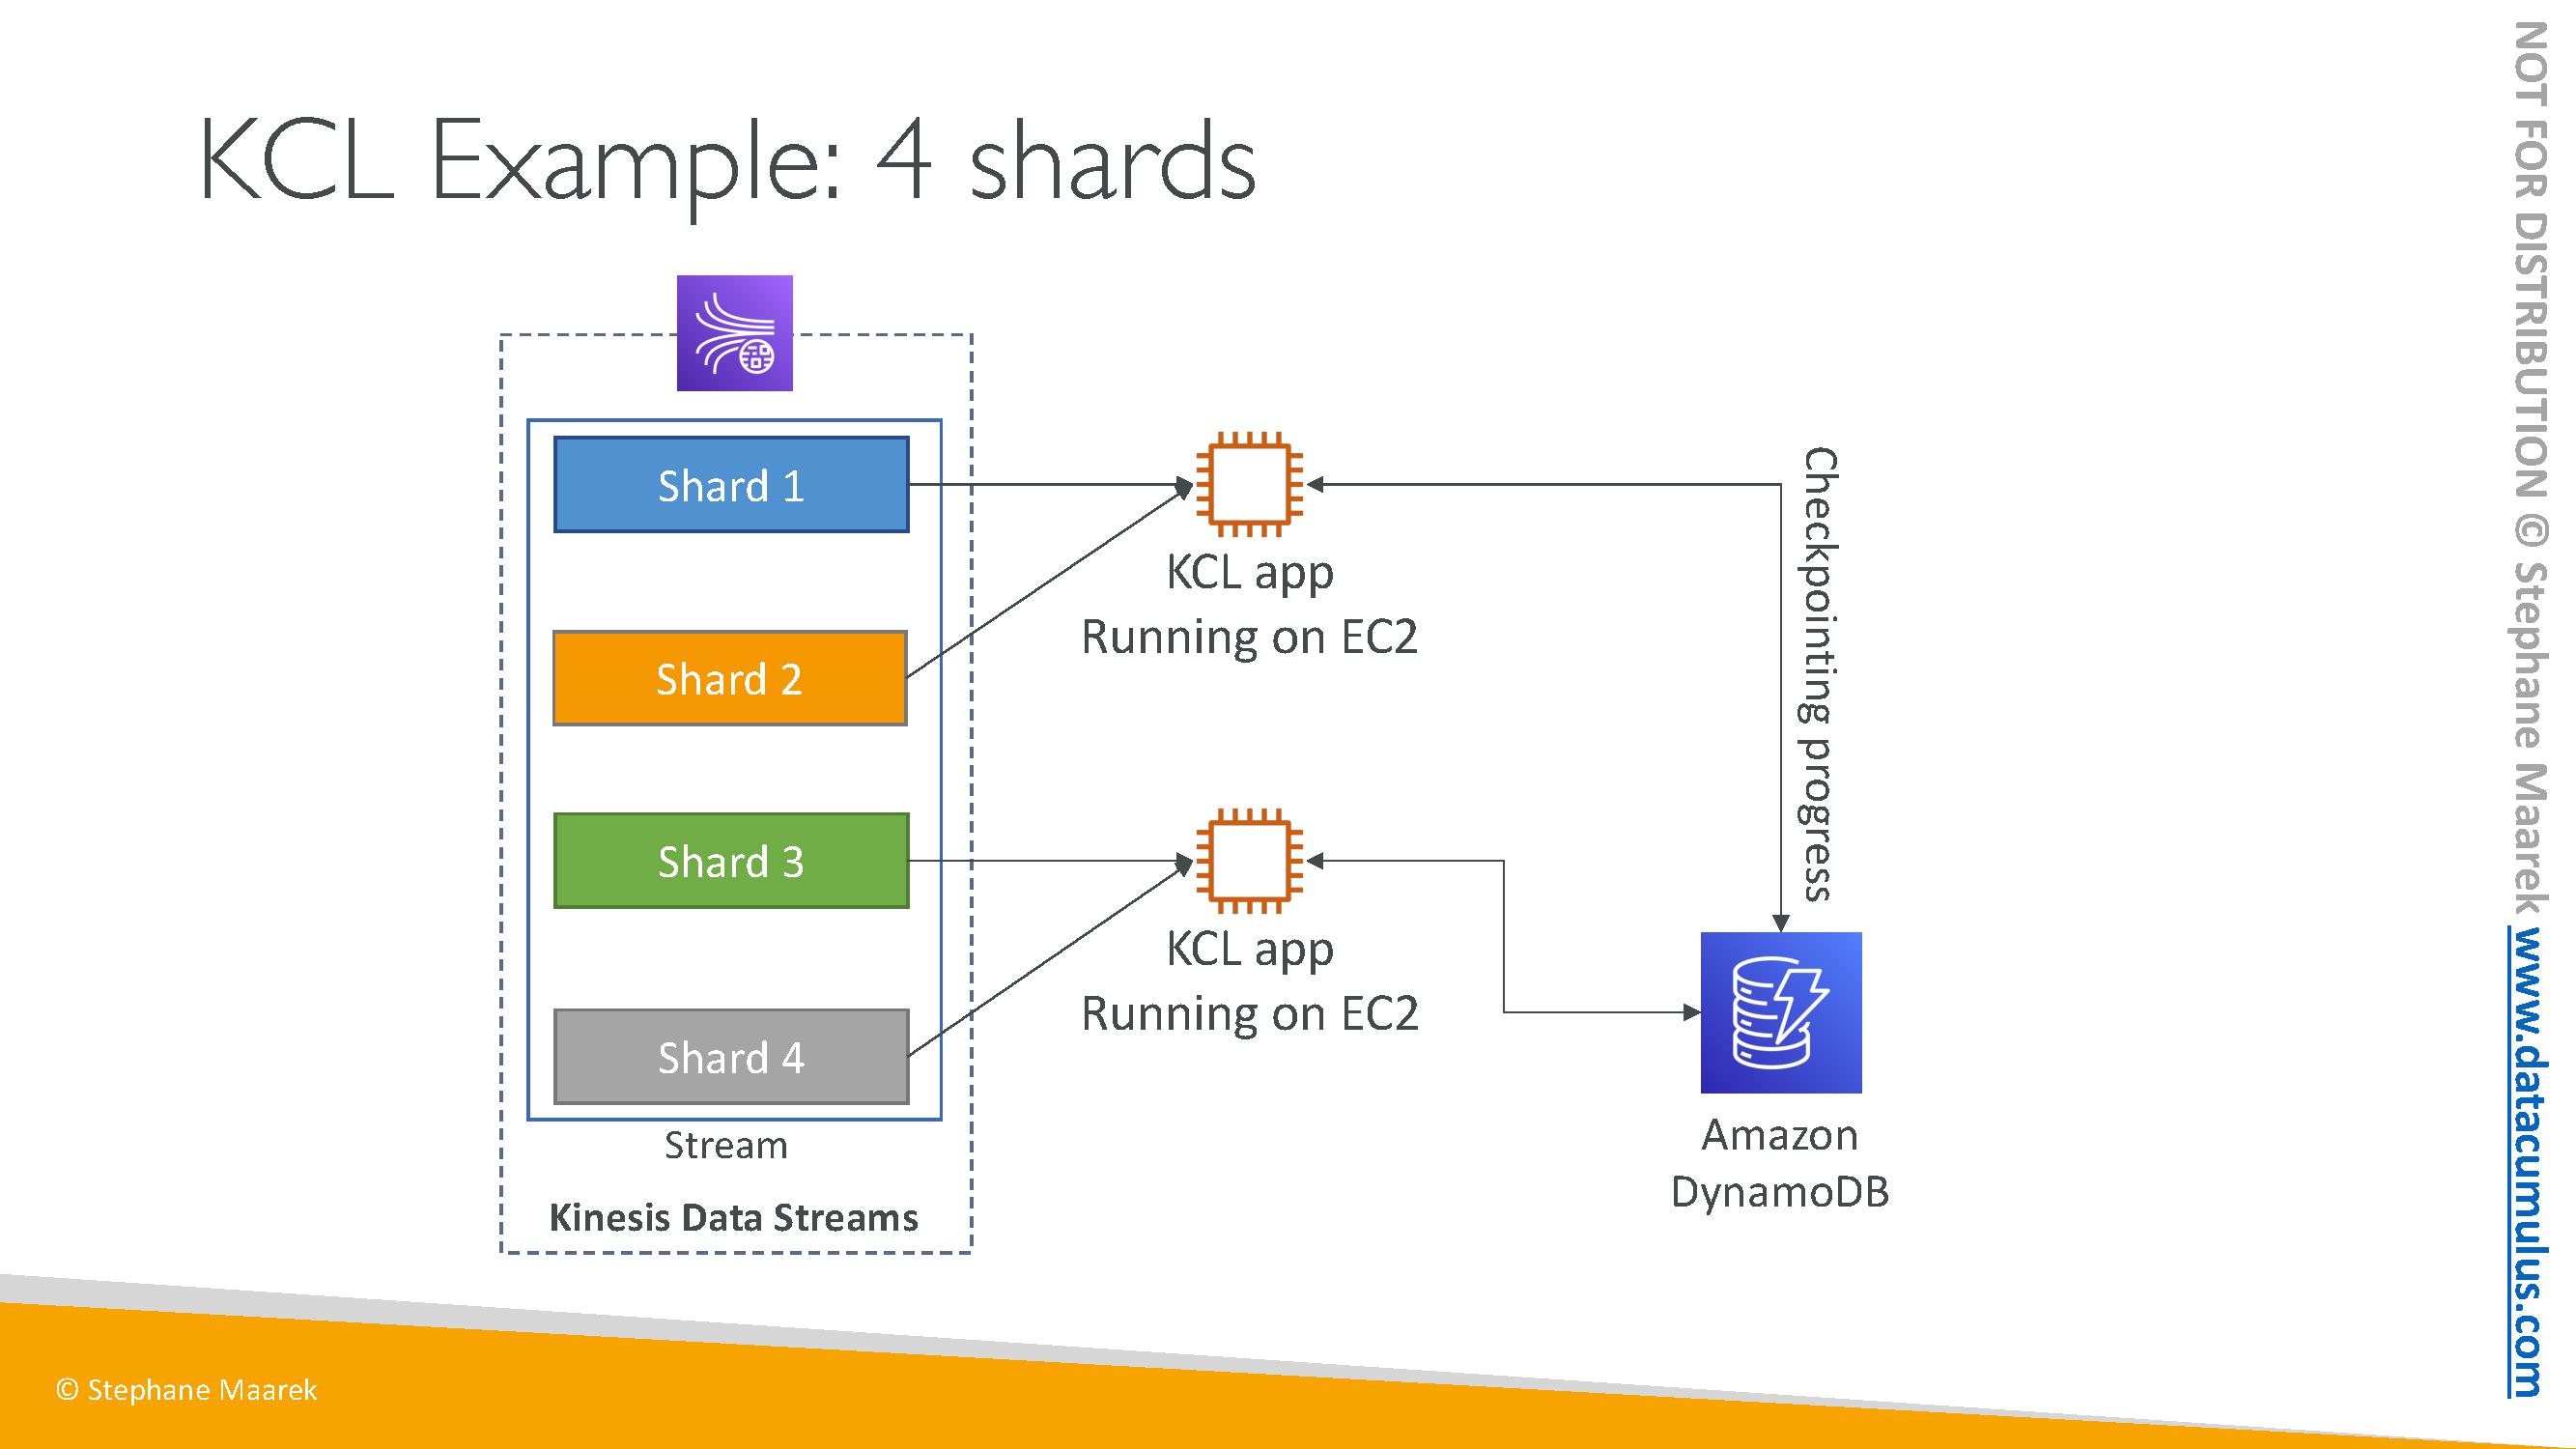 KCL Example: 4 shards
Shard 1
Shard 2
Shard 3
Shard 4
Stream
Kinesis Data Streams
KCL app
Running on EC2
KCL app
Running on EC2
Checkpointing progress
Amazon
DynamoDB
© Stephane Maarek
NOT FOR DISTRIBUTION © Stephane Maarek www.datacumulus.com